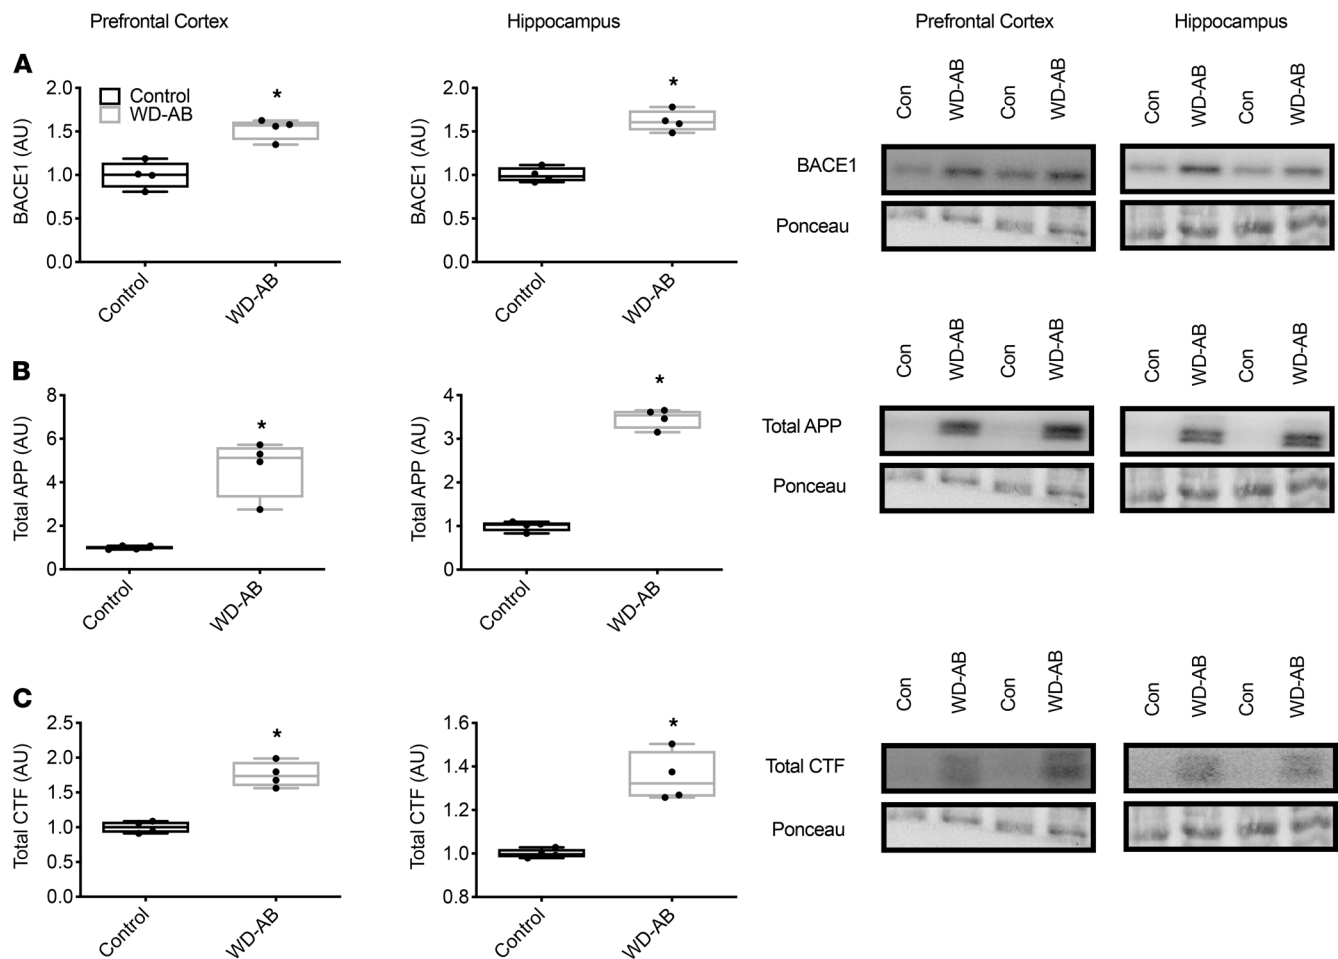 Prefrontal Cortex
Hippocampus
Prefrontal Cortex
Hippocampus
A
BACE1 (AU)
2.0
1.5
1.0
0.5
0.0
Control
WD-AB
*
Control
WD-AB
BACE1 (AU)
2.0
1.5
1.0
0.5
0.0
*
Control
WD-AB
Con
WD-AB
Con
WD-AB
Con
WD-AB
Con
WD-AB
BACE1
Ponceau
B
Total APP (AU)
8
6
4
2
0
*
Control
WD-AB
Total APP (AU)
4
3
2
1
0
*
Control
WD-AB
Con
WD-AB
Con
WD-AB
Con
WD-AB
Con
WD-AB
Total APP
Ponceau
C
Total CTF (AU)
2.5
2.0
1.5
1.0
0.5
0.0
*
Control
WD-AB
Total CTF (AU)
1.6
1.4
1.2
1.0
0.8
*
Control
WD-AB
Con
WD-AB
Con
WD-AB
Con
WD-AB
Con
WD-AB
Total CTF
Ponceau